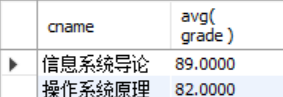 cname avg(
grade )
信息系统导论 89.0000
操作系统原理 82.0000